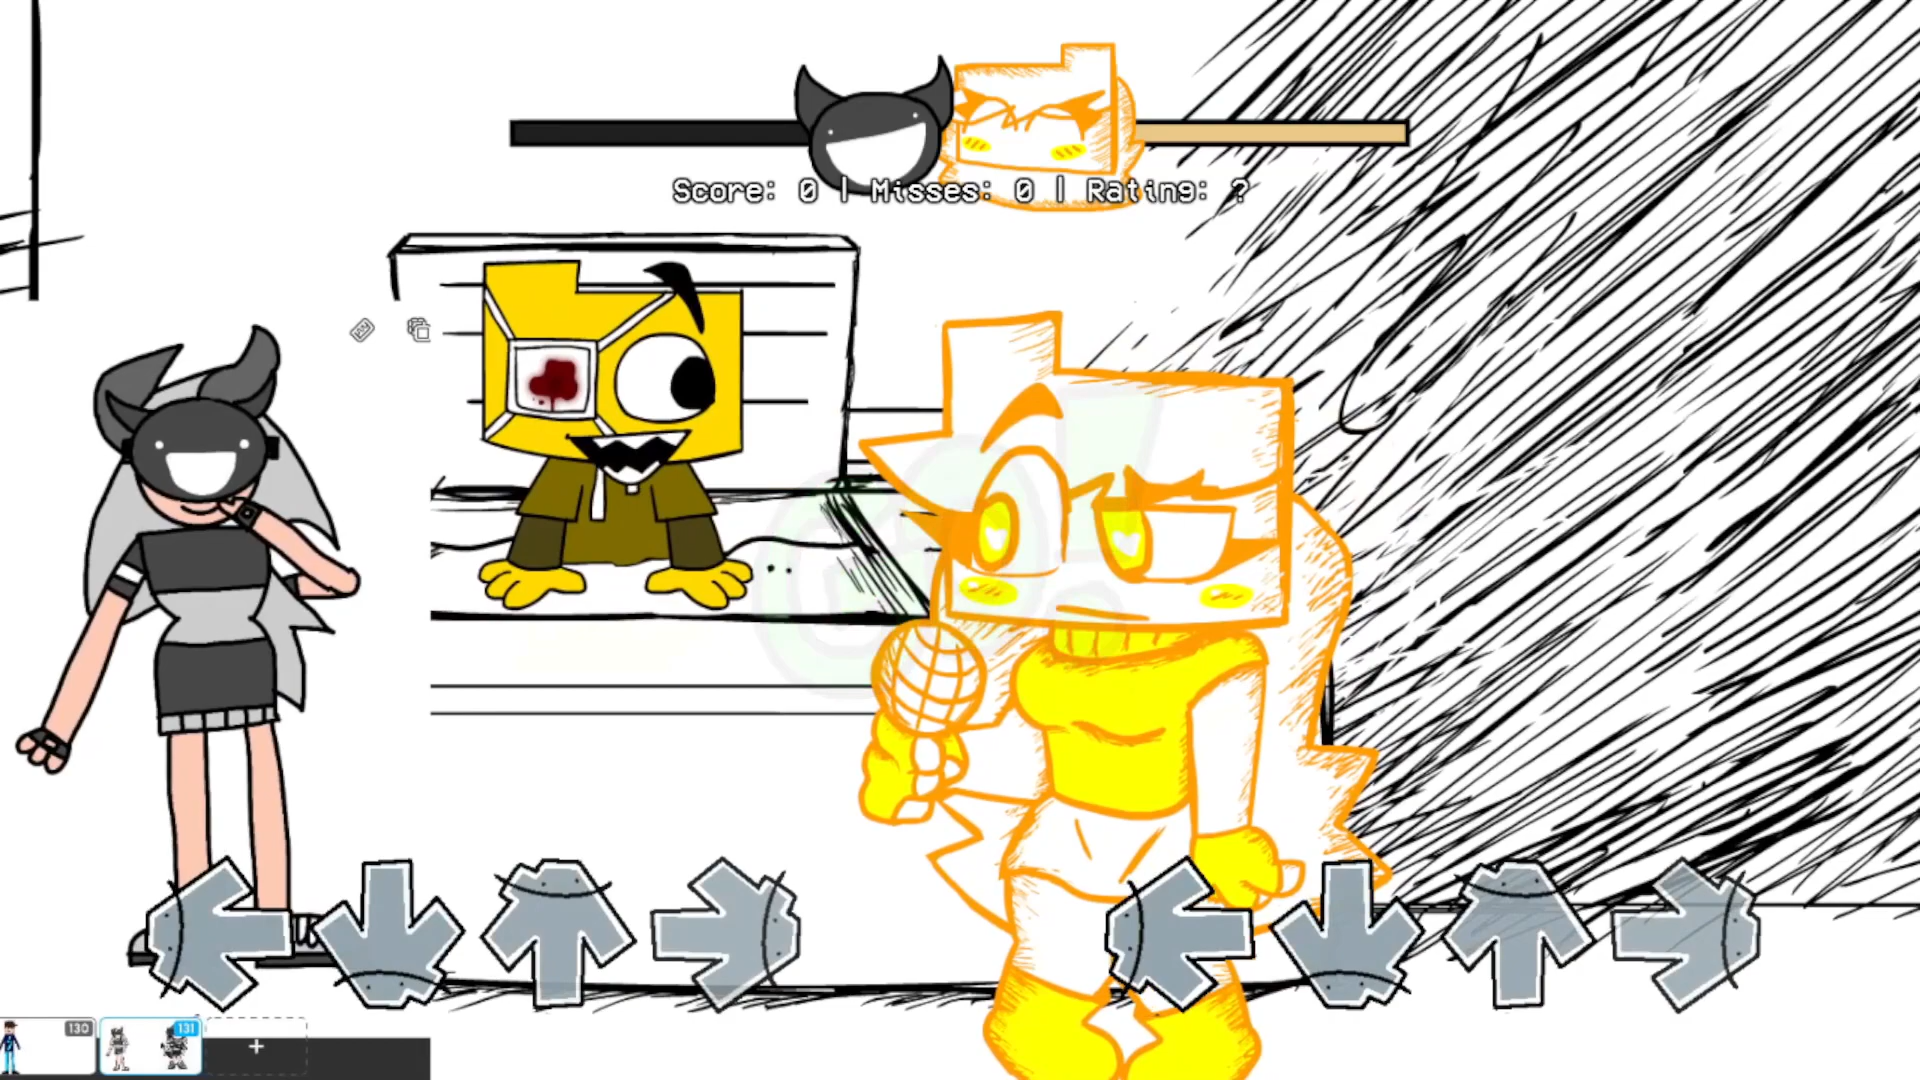 Score: 0 | Misses: 0 | Rating: ?
130
131
+